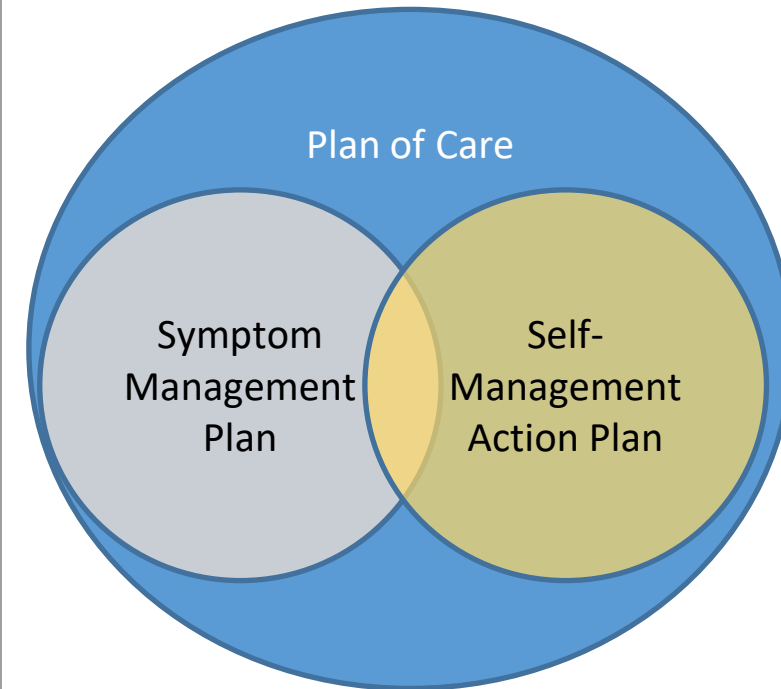 Plan of Care
Symptom
Management
Plan
Self-
Management
Action Plan